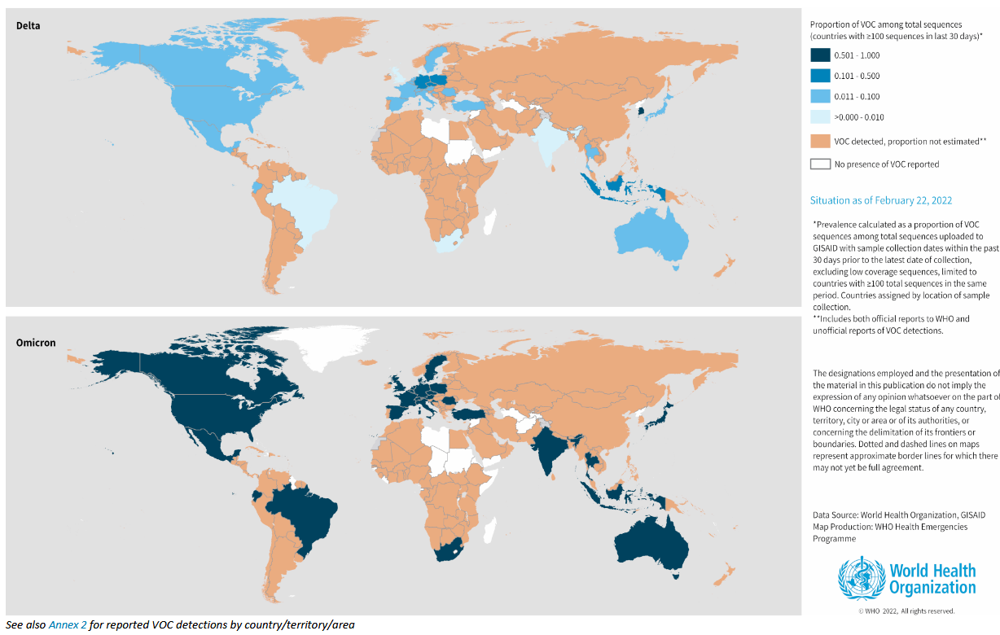 Delta
Proportion of VOC among total sequences
(countries with ≥100 sequences in last 30 days)*
0.501 - 1.000
0.101 - 0.500
0.011 - 0.100
>0.000 - 0.010
VOC detected, proportion not estimated**
No presence of VOC reported
Situation as of February 22, 2022
*Prevalence calculated as a proportion of VOC
sequences among total sequences uploaded to
GISAID with sample collection dates within the past
30 days prior to the latest date of collection,
excluding low coverage sequences, limited to
countries with ≥100 total sequences in the same
period. Countries assigned by location of sample
collection.
**Includes both official reports to WHO and
unofficial reports of VOC detections.
Omicron
The designations employed and the presentation of
the material in this publication do not imply the
expression of any opinion whatsoever on the part of
WHO concerning the legal status of any country,
territory, city or area or of its authorities, or
concerning the delimitation of its frontiers or
boundaries. Dotted and dashed lines on maps
represent approximate border lines for which there
may not yet be full agreement.
Data Source: World Health Organization, GISAID
Map Production: WHO Health Emergencies
Programme
World Health
Organization
© WHO 2022, All rights reserved.
See also Annex 2 for reported VOC detections by country/territory/area